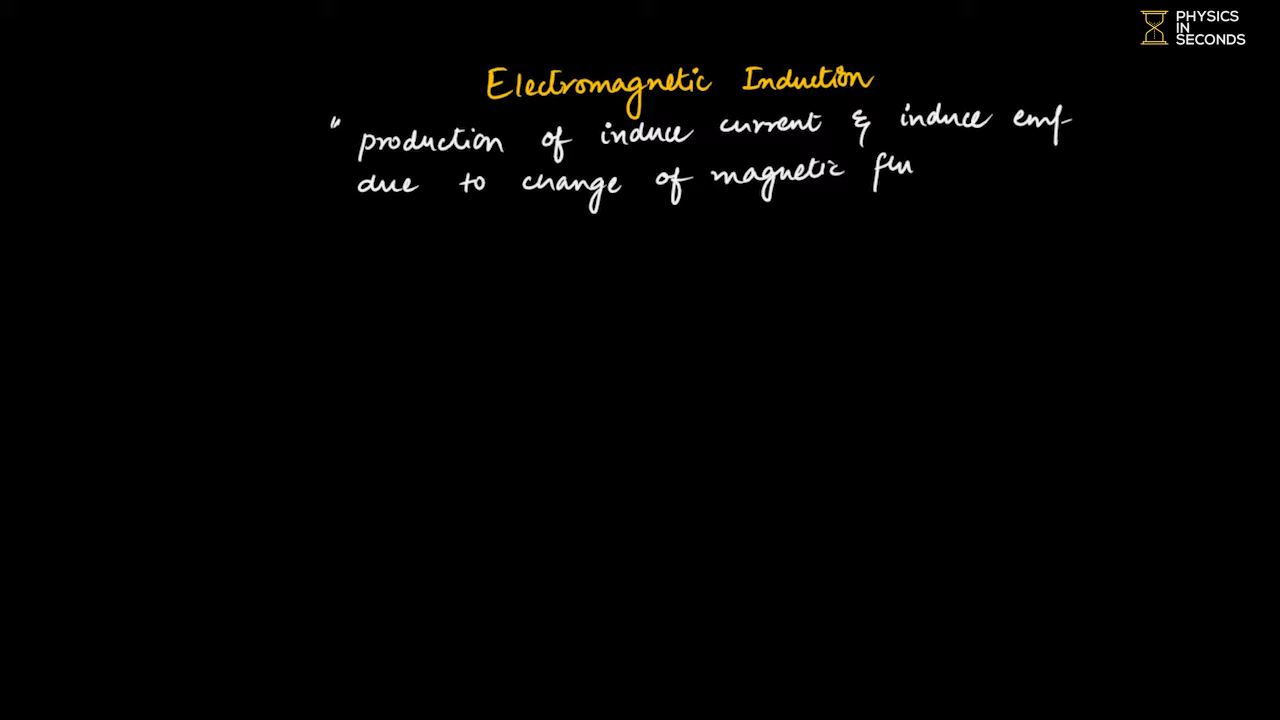 PHYSICS
IN
SECONDS
Electromagnetic Induction
" production of induce current & induce emf
due to change of magnetic flu